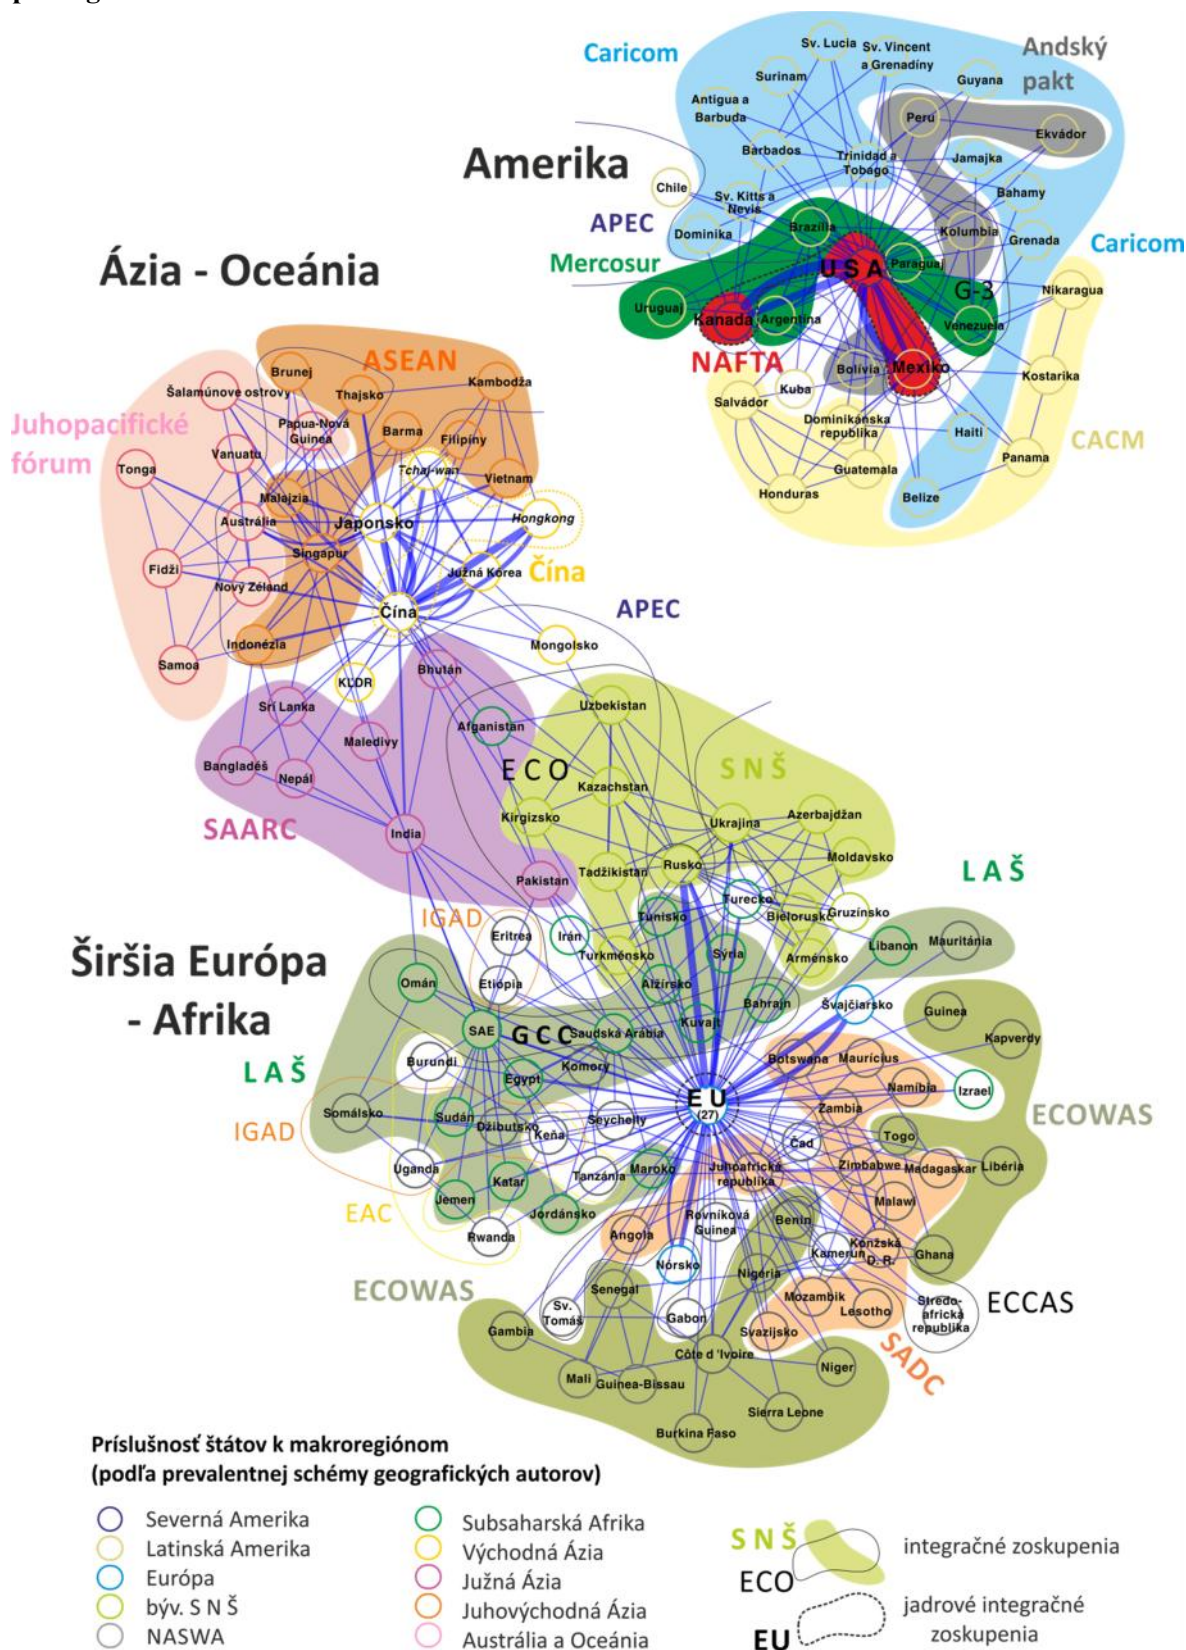 Caricom
Sv. Lucia
Sv. Vincent
a Grenadíny
Andský
pakt
Surinam
Guyana
Antigua a
Barbuda
Peru
Ekvádor
Amerika
Barbados
Trinidad a
Tobago
Jamajka
Chile
Sv. Kitts a
Nevis
Bahamy
APEC
Dominika
Brazília
Kolumbia
Grenada
Caricom
Mercosur
U S A
Paraguaj
G-3
Nikaragua
Uruguaj
Kanada
Argentína
Venezuela
NAFTA
Bolívia
Mexiko
Kostarika
Kuba
Salvádor
Dominikánska
republika
Haiti
CACM
Guatemala
Panama
Honduras
Belize
Ázia - Oceánia
ASEAN
Brunej
Thajsko
Kambodža
Šalamúnove ostrovy
Juhopacifické
fórum
Papua-Nová
Guinea
Barma
Filipíny
Vanuatu
Tonga
Tchaj-wan
Vietnam
Malajzia
Austrália
Japonsko
Hongkong
Singapur
Fidži
Nový Zéland
Južná Kórea
Čína
Čína
APEC
Indonézia
Mongolsko
Samoa
KĽDR
Bhután
Srí Lanka
Uzbekistan
Afganistan
Maledivy
Bangladéš
Nepál
E C O
S N Š
Kazachstan
SAARC
India
Kirgizsko
Ukrajina
Azerbajdžan
Moldavsko
Pakistan
Tadžikistan
Rusko
L A Š
IGAD
Turecko
Tunisko
Bielorusko
Gruzínsko
Eritrea
Irán
Libanon
Mauritánia
Širšia Európa
- Afrika
Turkménsko
Sýria
Arménsko
Omán
Etiópia
Alžírsko
Bahrajn
Švajčiarsko
Guinea
SAE
G C C
Saudská Arábia
Kuvajt
Kapverdy
L A Š
Burundi
Komory
Botswana
Maurícius
Egypt
Namíbia
Izrael
E U
(27)
Somálsko
Sudán
Džibutsko
Seychelly
Zambia
ECOWAS
IGAD
Keňa
Čad
Togo
Uganda
Tanzánia
Maroko
Juhoafrická
republika
Zimbabwe
Madagaskar
Libéria
Katar
Jemen
Malawi
EAC
Jordánsko
Rovníková
Guinea
Benin
Rwanda
Angola
Kamerun
Konžská
D. R.
Ghana
Nórsko
Nigéria
ECOWAS
Senegal
Mozambik
Sv.
Tomáš
Gabon
Lesotho
Stredo-
africká
republika
ECCAS
Gambia
Svazijsko
SADC
Côte d 'Ivoire
Niger
Mali
Guinea-Bissau
Sierra Leone
Burkina Faso
Príslušnosť štátov k makroregiónom
(podľa prevalentnej schémy geografických autorov)
Severná Amerika
Latinská Amerika
Európa
býv. S N Š
NASWA
Subsaharská Afrika
Východná Ázia
Južná Ázia
Juhovýchodná Ázia
Austrália a Oceánia
S N Š
ECO
integračné zoskupenia
EU
jadrové integračné
zoskupenia